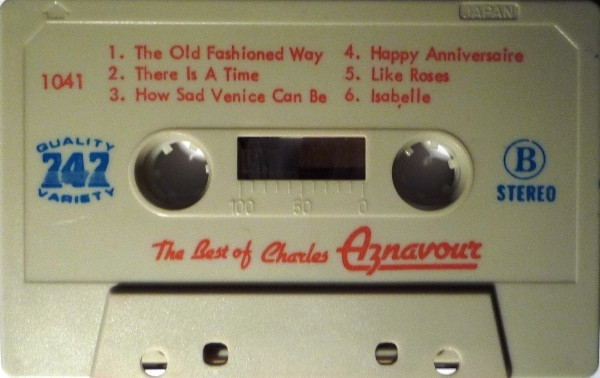 JAPAN
1. The Old Fashioned Way
2. There Is A Time
3. How Sad Venice Can Be
4. Happy Anniversaire
5. Like Roses
6. Isabelle
1041
QUALITY
747
VARIETY
B
STEREO
100 50 0
The Best of Charles Aznavour